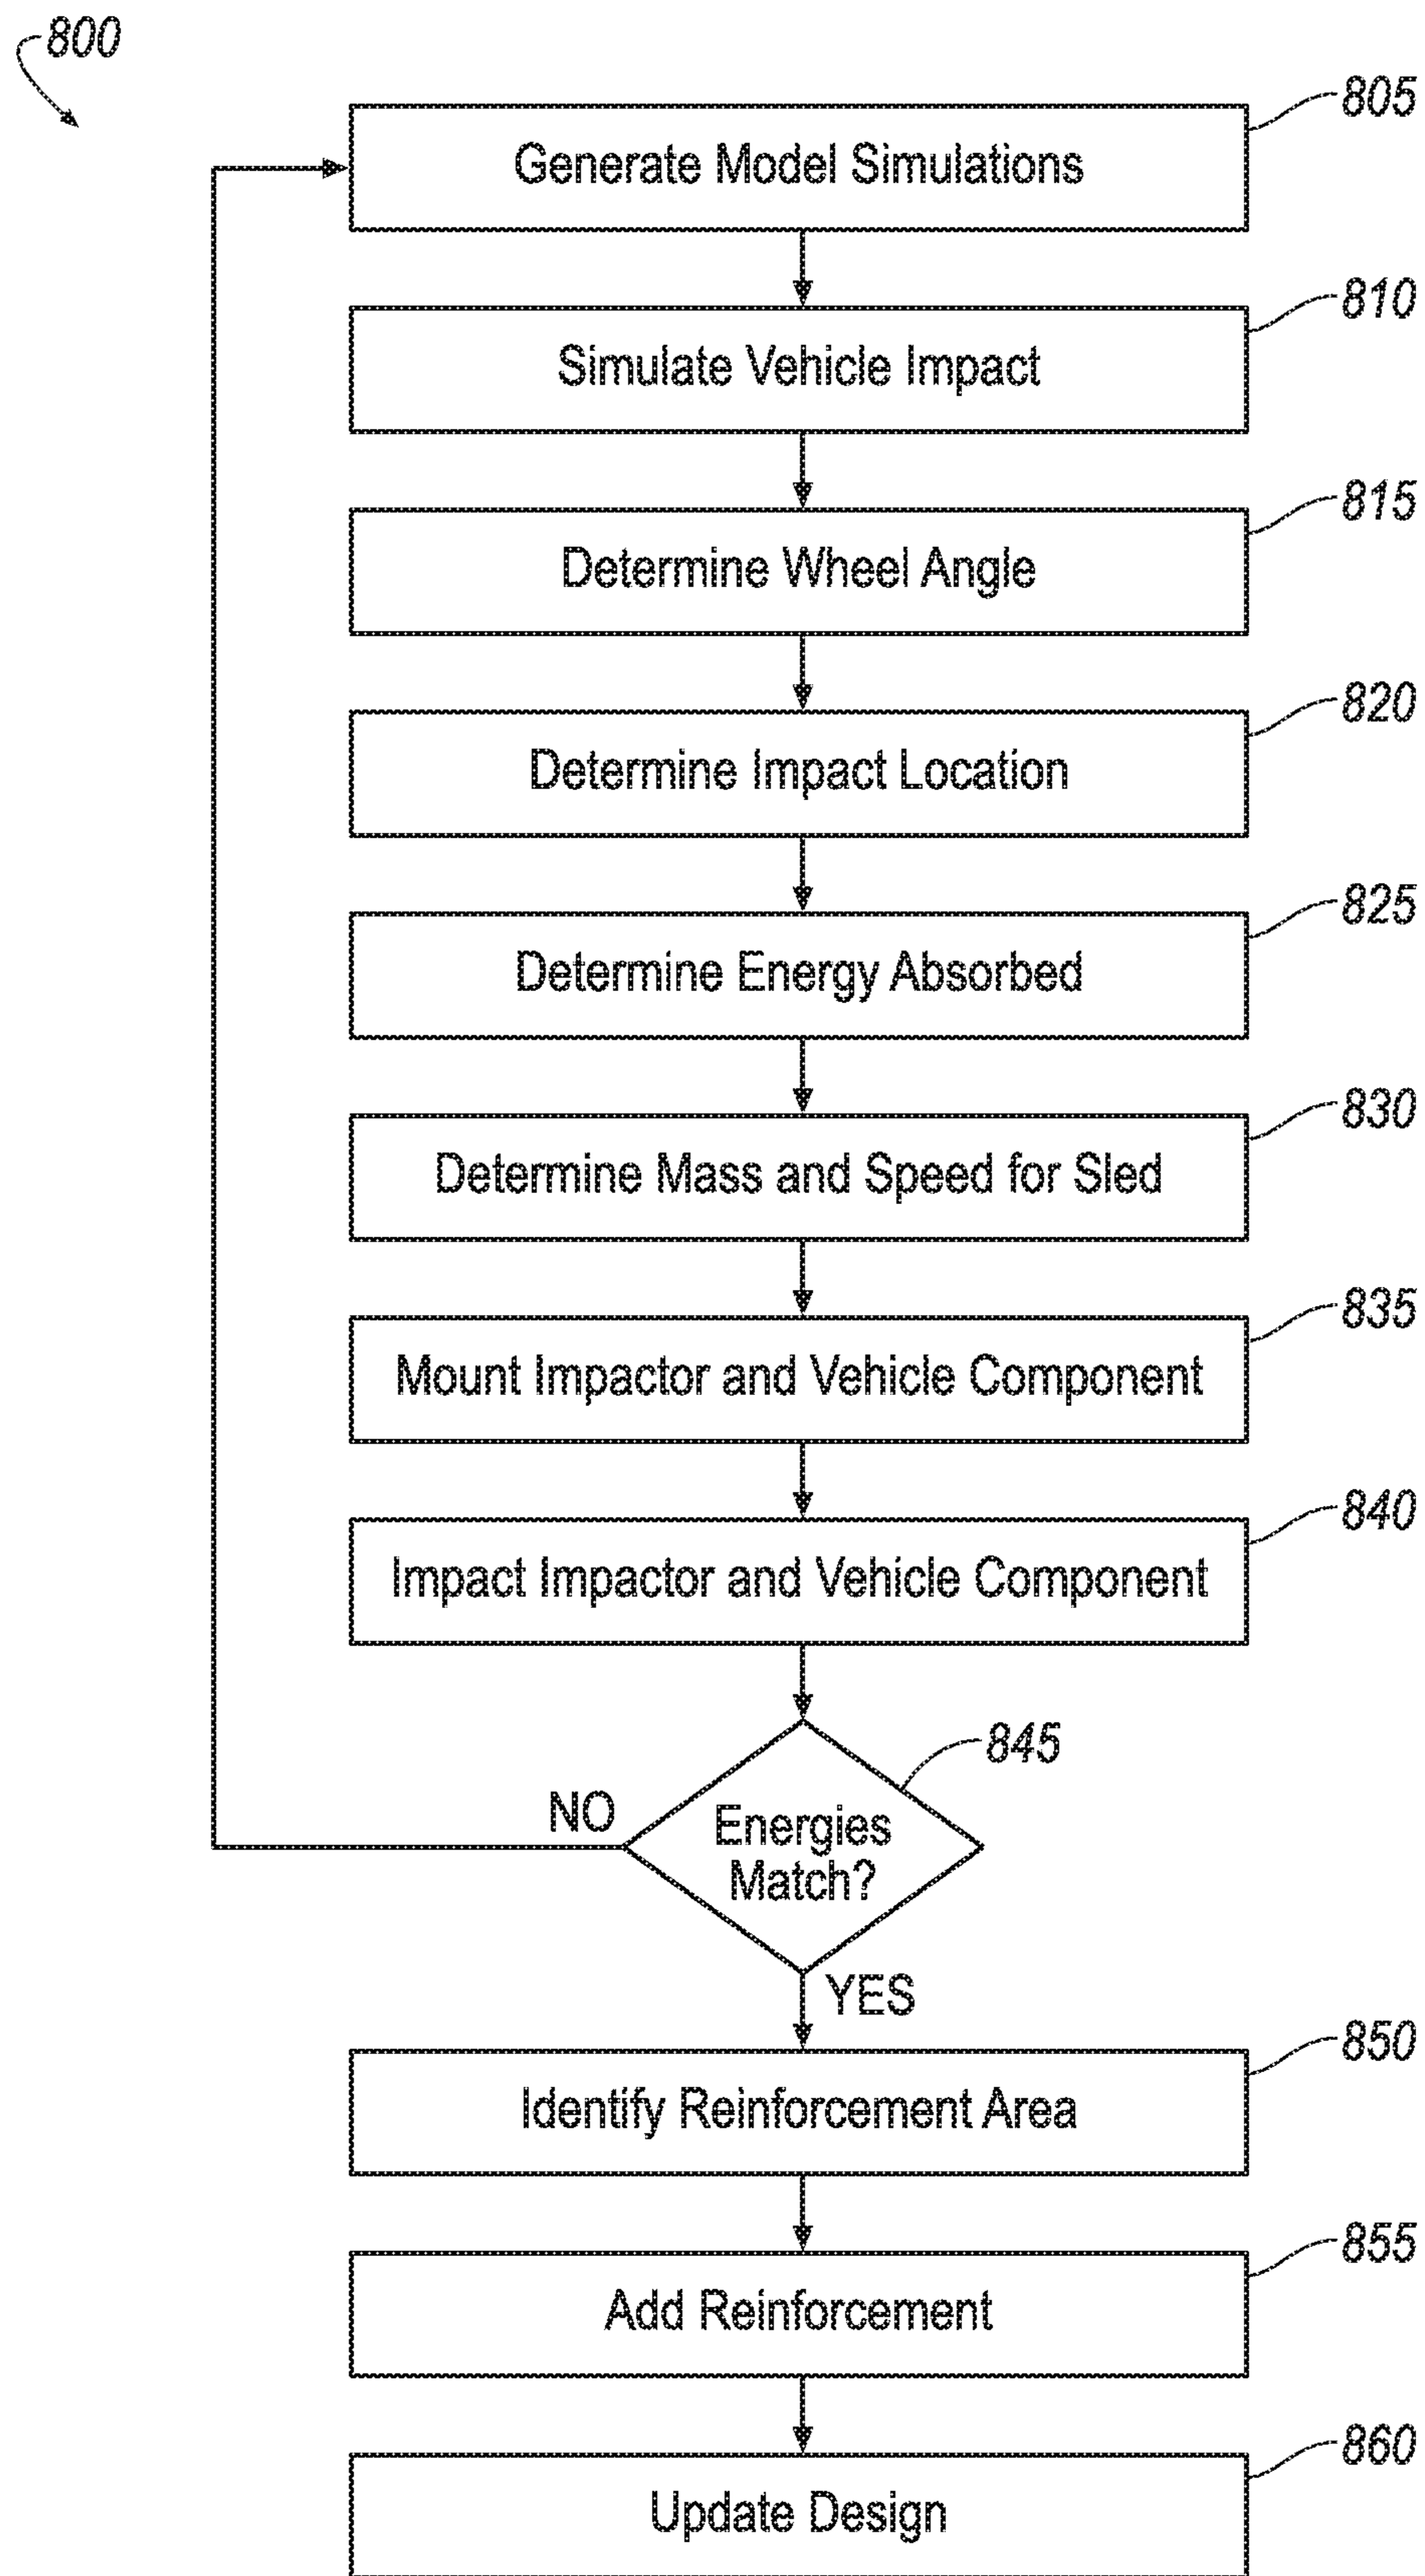 800
805
Generate Model Simulations
810
Simulate Vehicle Impact
815
Determine Wheel Angle
820
Determine Impact Location
825
Determine Energy Absorbed
830
Determine Mass and Speed for Sled
835
Mount Impactor and Vehicle Component
840
Impact Impactor and Vehicle Component
845
NO
Energies
Match?
YES
850
Identify Reinforcement Area
855
Add Reinforcement
860
Update Design